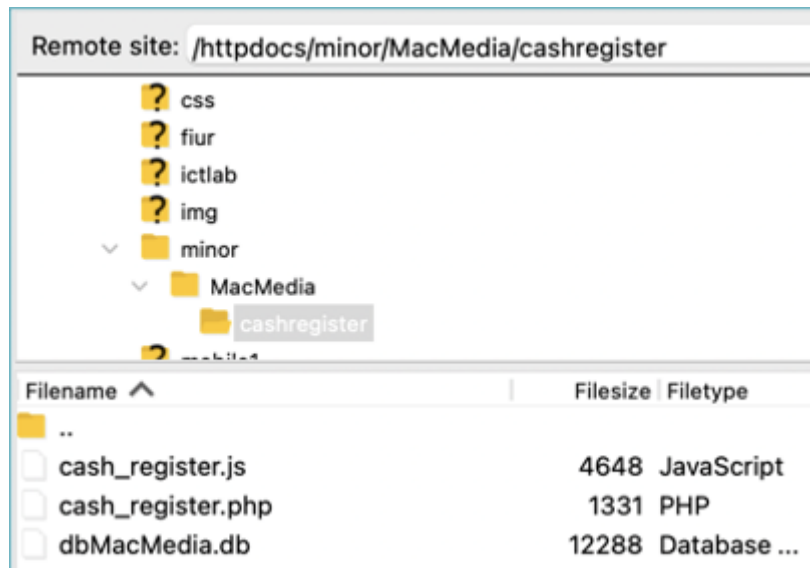 Remote site: /httpdocs/minor/MacMedia/cashregister
css
fiur
ictlab
img
minor
MacMedia
cashregister
Filename Filesize Filetype
..
cash_register.js 4648 JavaScript
cash_register.php 1331 PHP
dbMacMedia.db 12288 Database ...